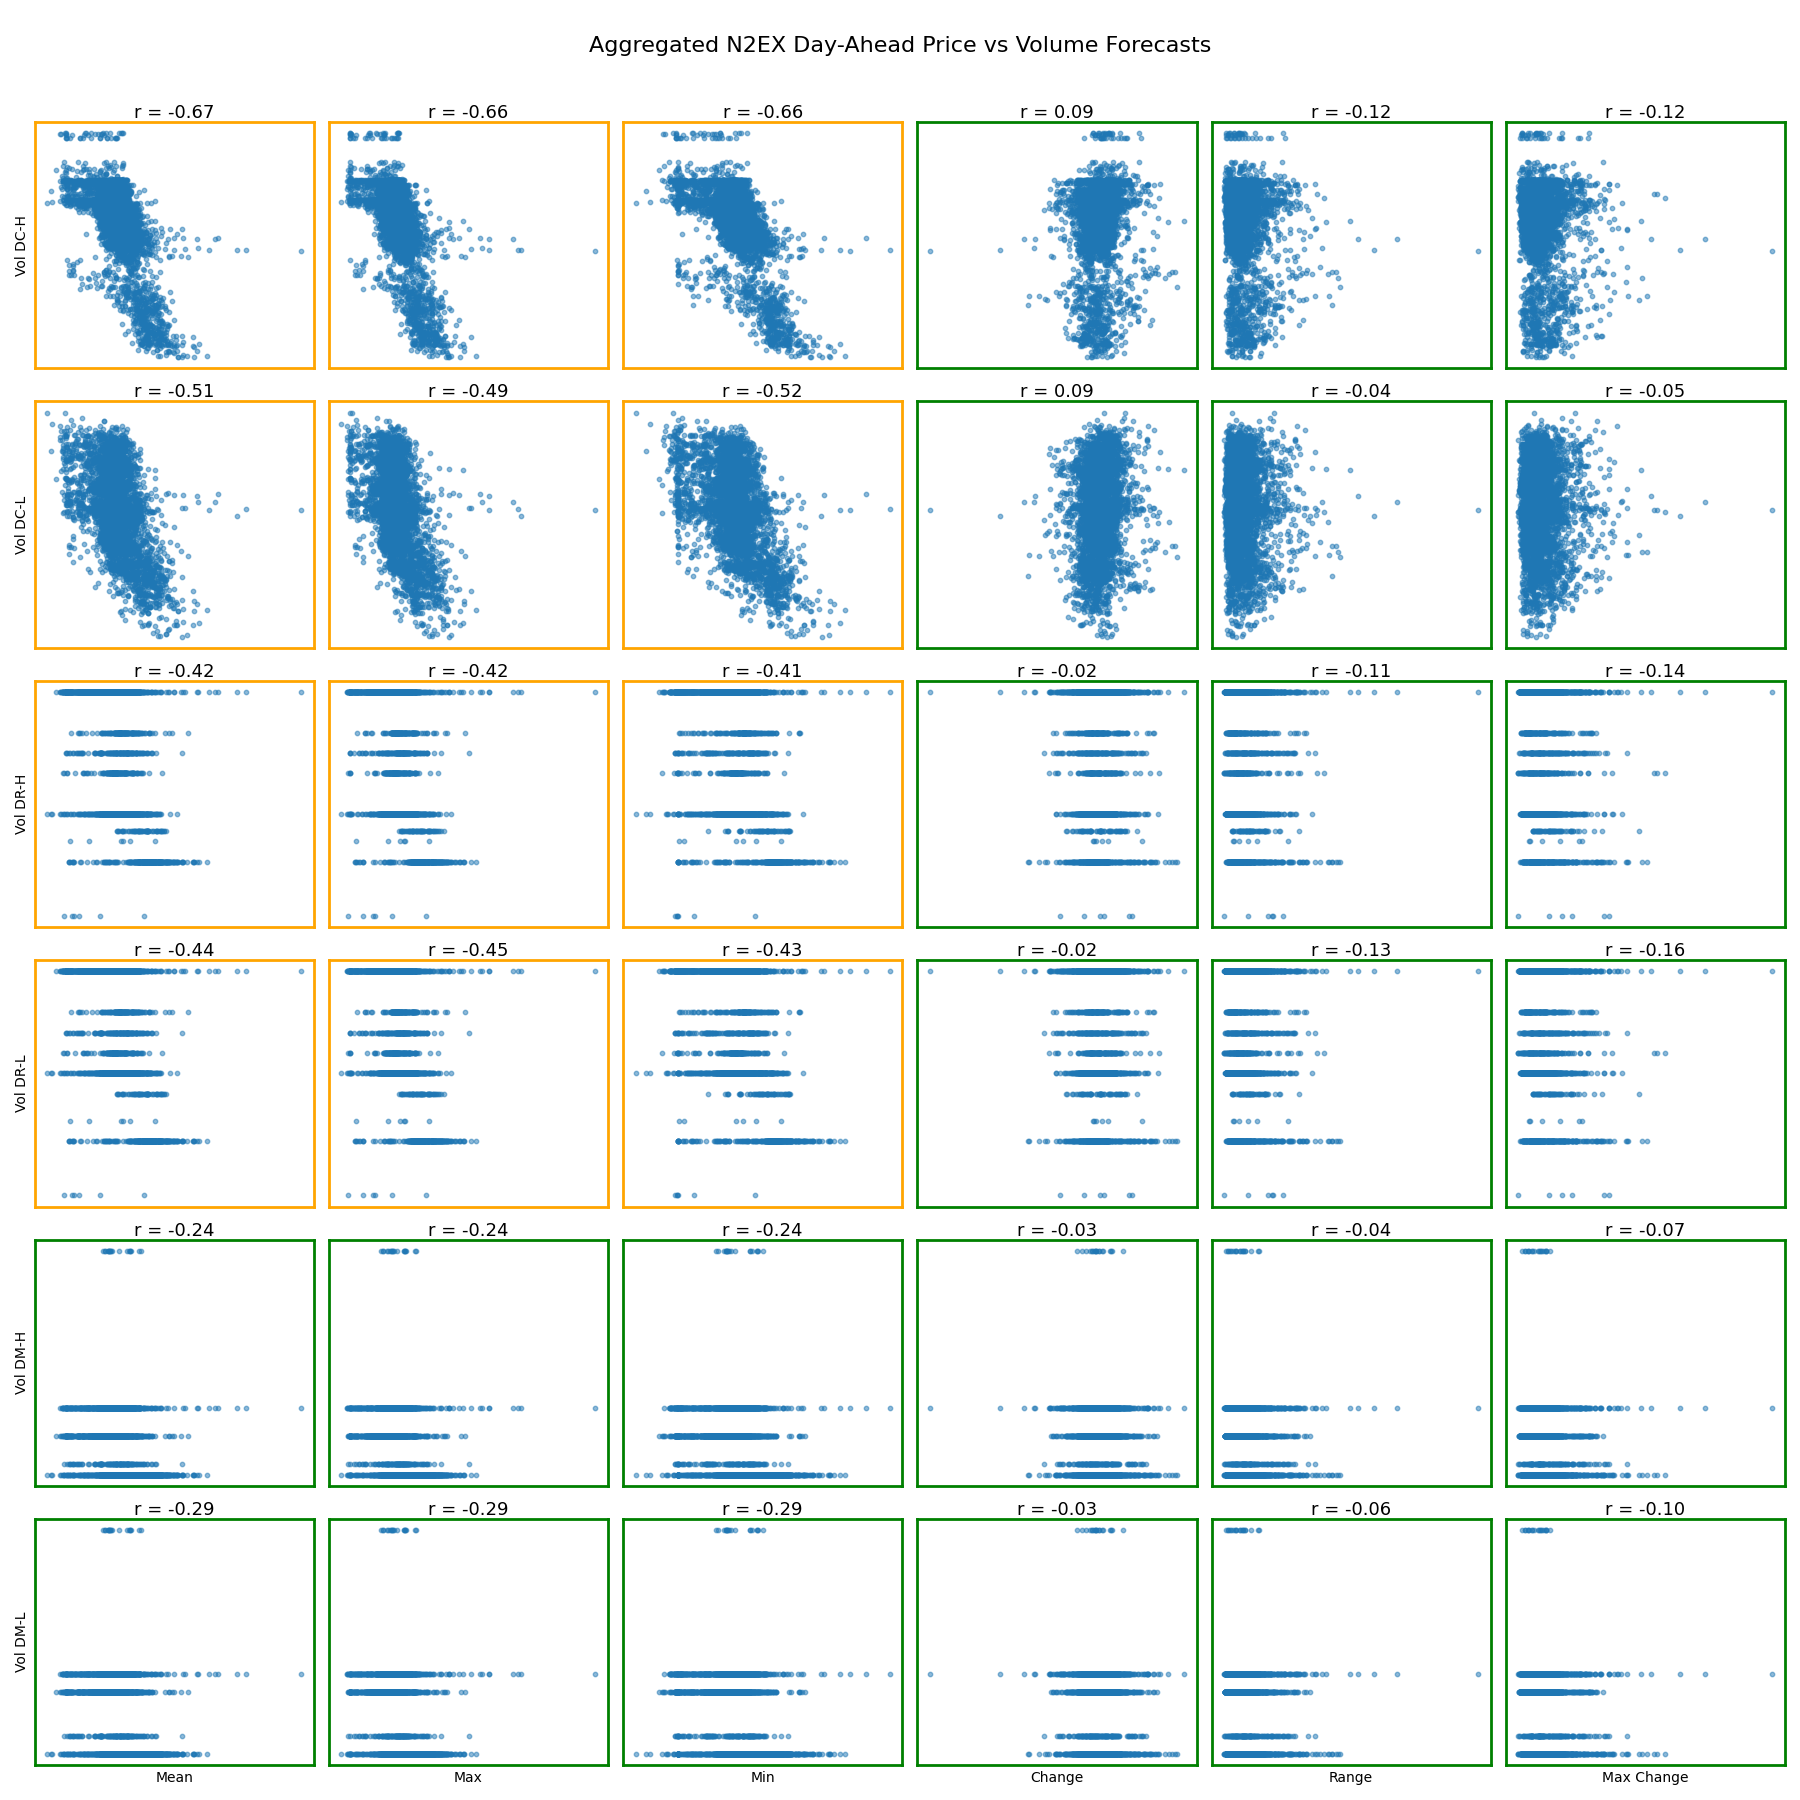 Aggregated N2EX Day-Ahead Price vs Volume Forecasts
r = -0.67
r = -0.66
r = -0.66
r = 0.09
r = -0.12
r = -0.12
Vol DC-H
r = -0.51
r = -0.49
r = -0.52
r = 0.09
r = -0.04
r = -0.05
Vol DC-L
r = -0.42
r = -0.42
r = -0.41
r = -0.02
r = -0.11
r = -0.14
Vol DR-H
r = -0.44
r = -0.45
r = -0.43
r = -0.02
r = -0.13
r = -0.16
Vol DR-L
r = -0.24
r = -0.24
r = -0.24
r = -0.03
r = -0.04
r = -0.07
Vol DM-H
r = -0.29
r = -0.29
r = -0.29
r = -0.03
r = -0.06
r = -0.10
Vol DM-L
Mean
Max
Min
Change
Range
Max Change